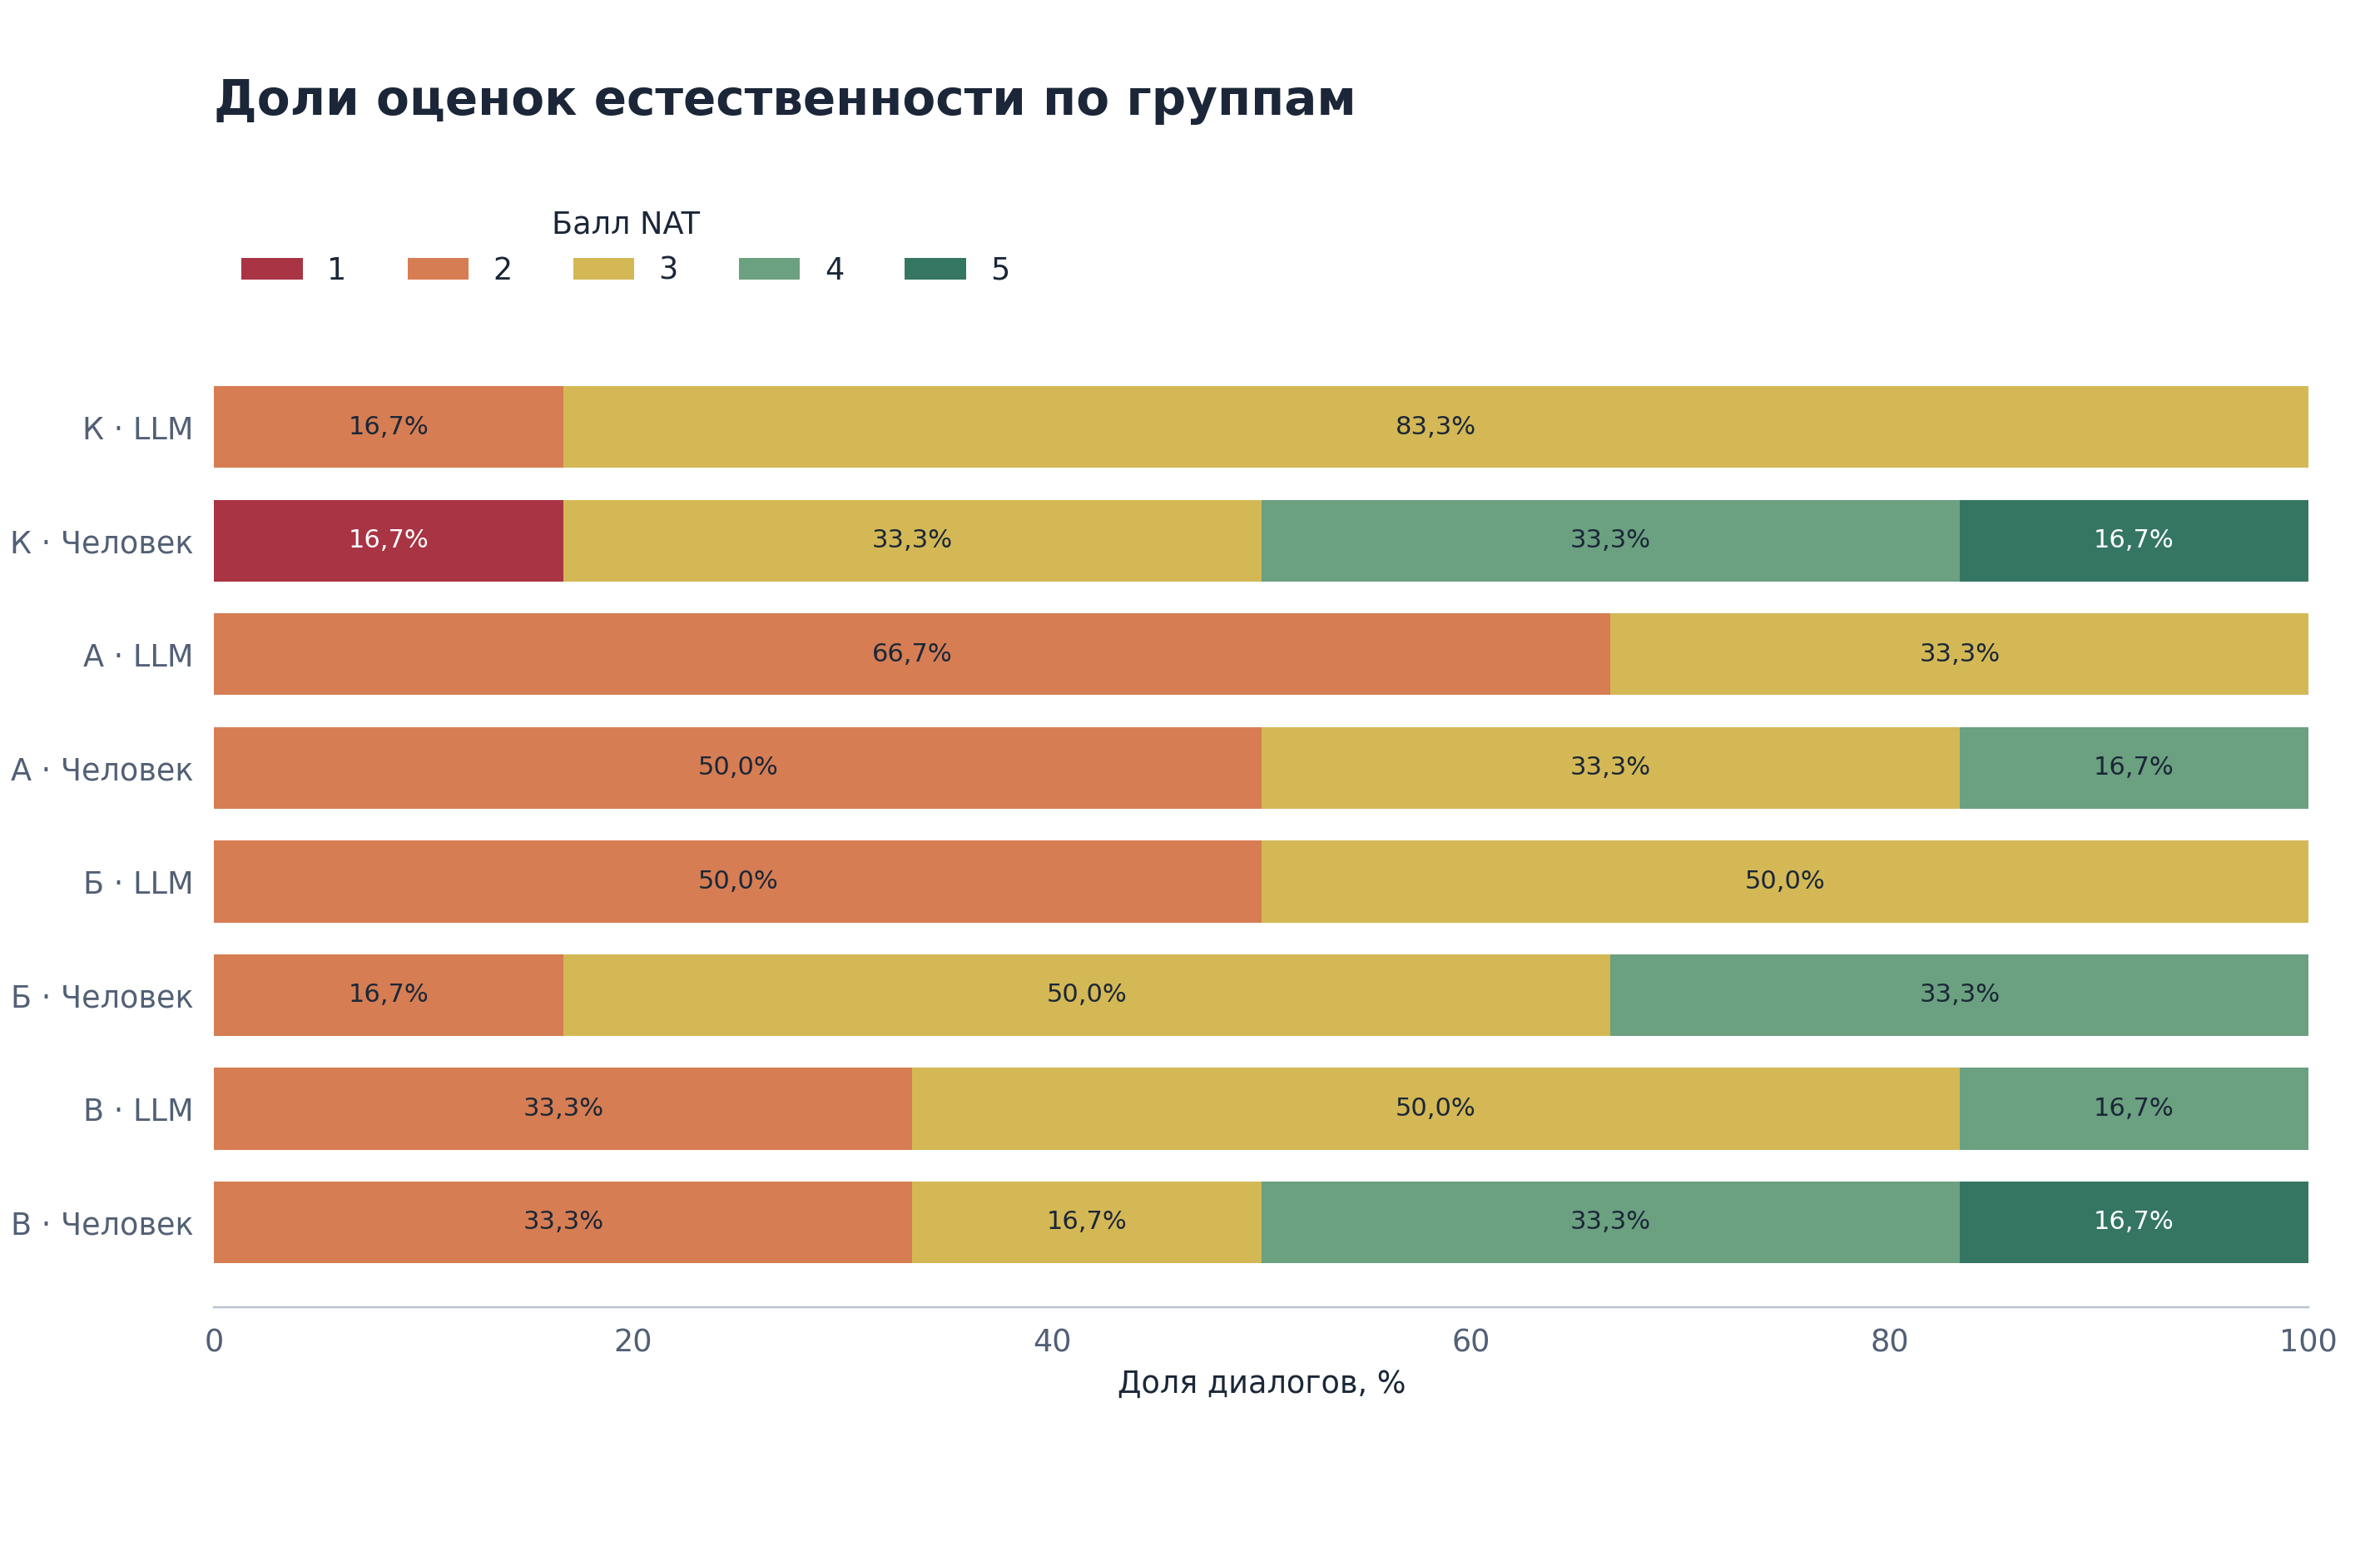 Доли оценок естественности по группам
Балл NAT
1 2 3 4 5
К · LLM 16,7% 83,3%
К · Человек 16,7% 33,3% 33,3% 16,7%
А · LLM 66,7% 33,3%
А · Человек 50,0% 33,3% 16,7%
Б · LLM 50,0% 50,0%
Б · Человек 16,7% 50,0% 33,3%
В · LLM 33,3% 50,0% 16,7%
В · Человек 33,3% 16,7% 33,3% 16,7%
0 20 40 60 80 100
Доля диалогов, %